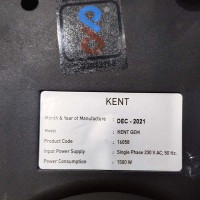 KENT
Month & Year of Manufacture : DEC - 2021
Model : KENT GEM
Product Code : 16058
Input Power Supply : Single Phase 230 V AC, 50 Hz.
Power Consumption : 1500 W